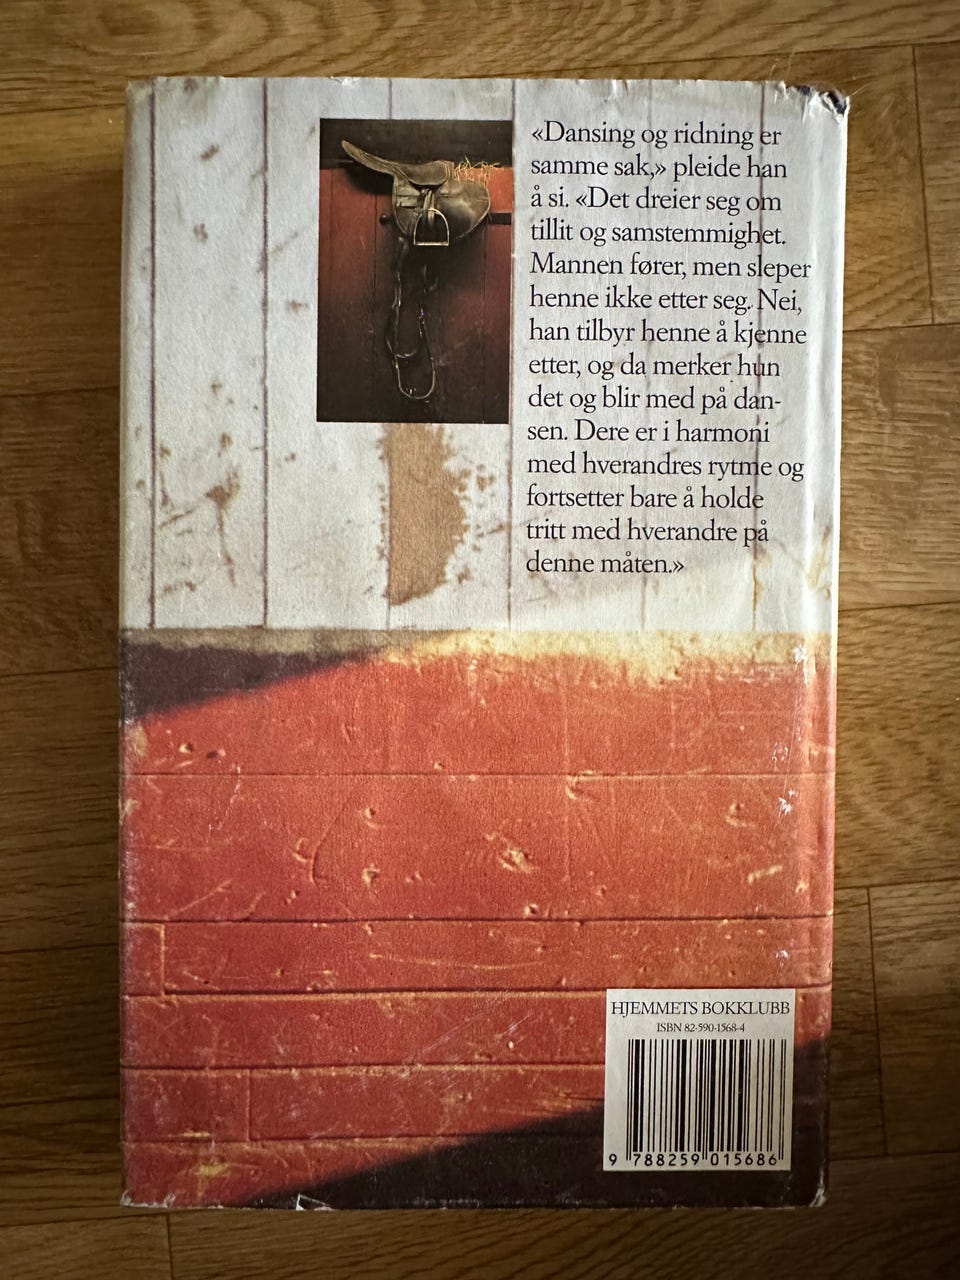 «Dansing og ridning er
samme sak,» pleide han
å si. «Det dreier seg om
tillit og samstemmighet.
Mannen fører, men sleper
henne ikke etter seg. Nei,
han tilbyr henne å kjenne
etter, og da merker hun
det og blir med på dan-
sen. Dere er i harmoni
med hverandres rytme og
fortsetter bare å holde
tritt med hverandre på
denne måten.»
HJEMMETS BOKKLUBB
ISBN 82-590-1568-4
9 788259 015686